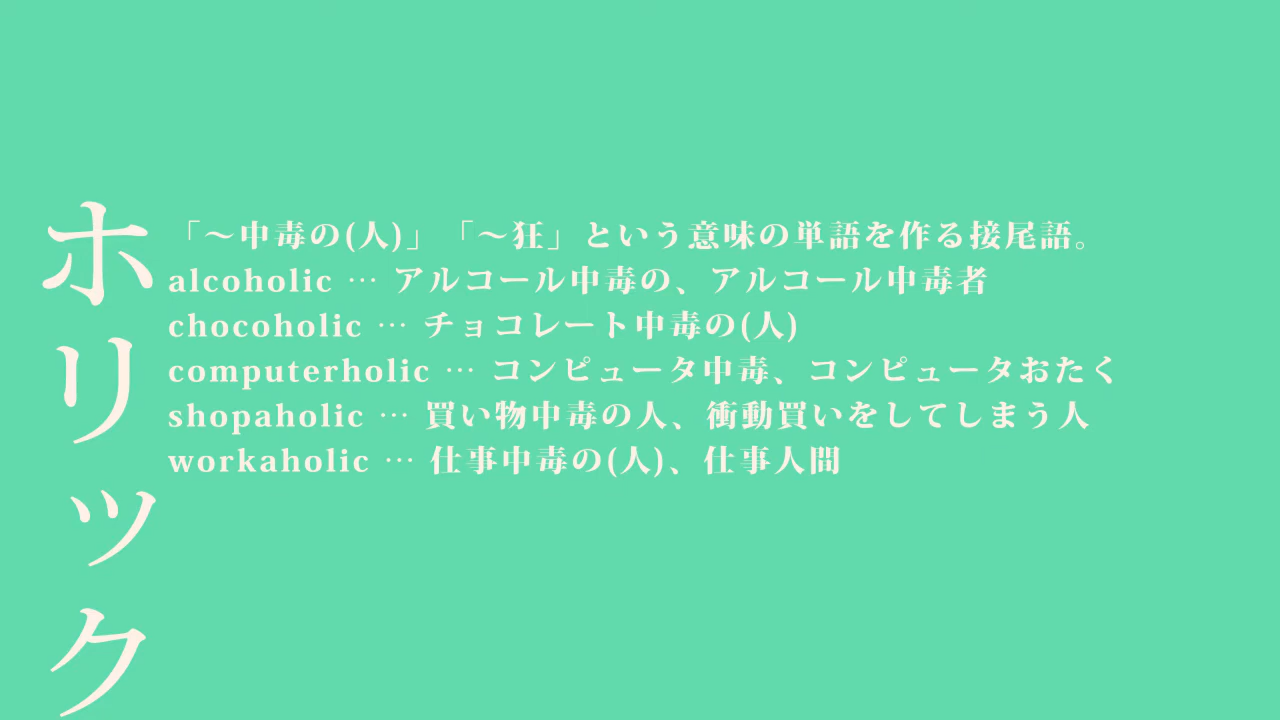 ホリック
「〜中毒の(人)」「〜狂」という意味の単語を作る接尾語。
alcoholic … アルコール中毒の、アルコール中毒者
chocoholic … チョコレート中毒の(人)
computerholic … コンピュータ中毒、コンピュータおたく
shopaholic … 買い物中毒の人、衝動買いをしてしまう人
workaholic … 仕事中毒の(人)、仕事人間